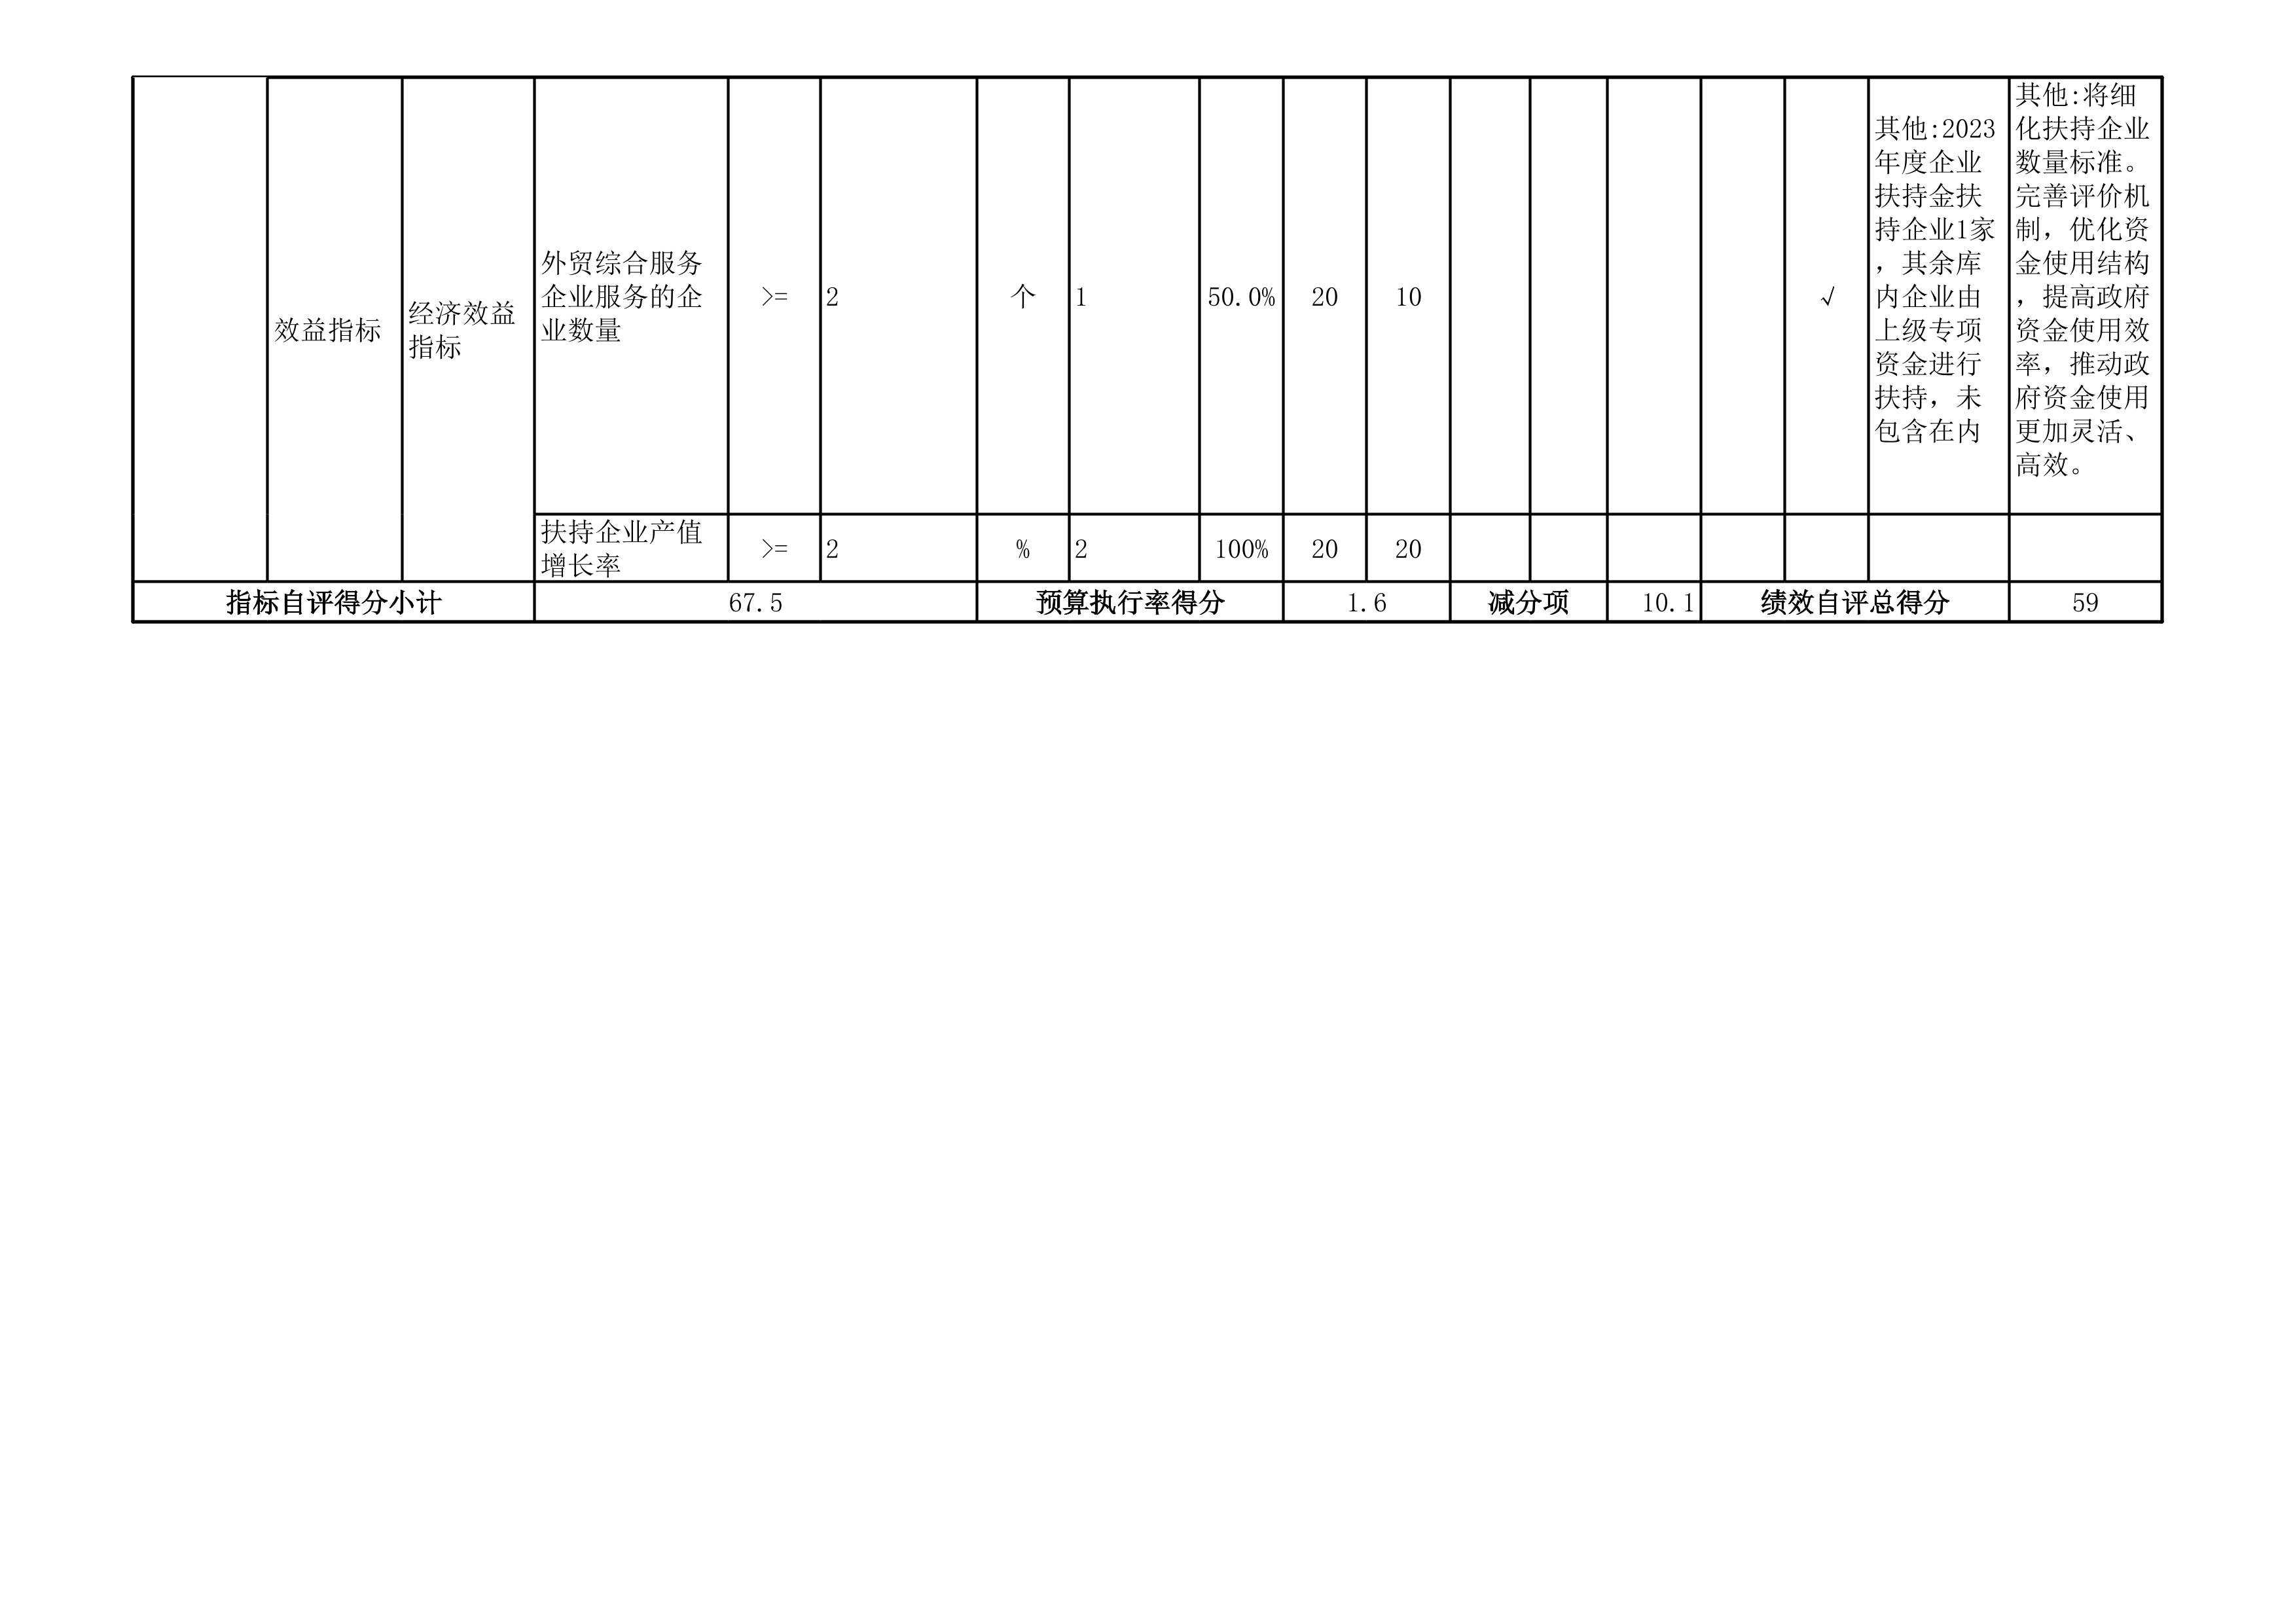 效益指标
经济效益
指标
外贸综合服务
企业服务的企
业数量
>=
2
个
1
50.0%
20
10
√
其他:2023
年度企业
扶持金扶
持企业1家
，其余库
内企业由
上级专项
资金进行
扶持，未
包含在内
其他:将细
化扶持企业
数量标准。
完善评价机
制，优化资
金使用结构
，提高政府
资金使用效
率，推动政
府资金使用
更加灵活、
高效。
扶持企业产值
增长率
>=
2
%
2
100%
20
20
指标自评得分小计
67.5
预算执行率得分
1.6
减分项
10.1
绩效自评总得分
59